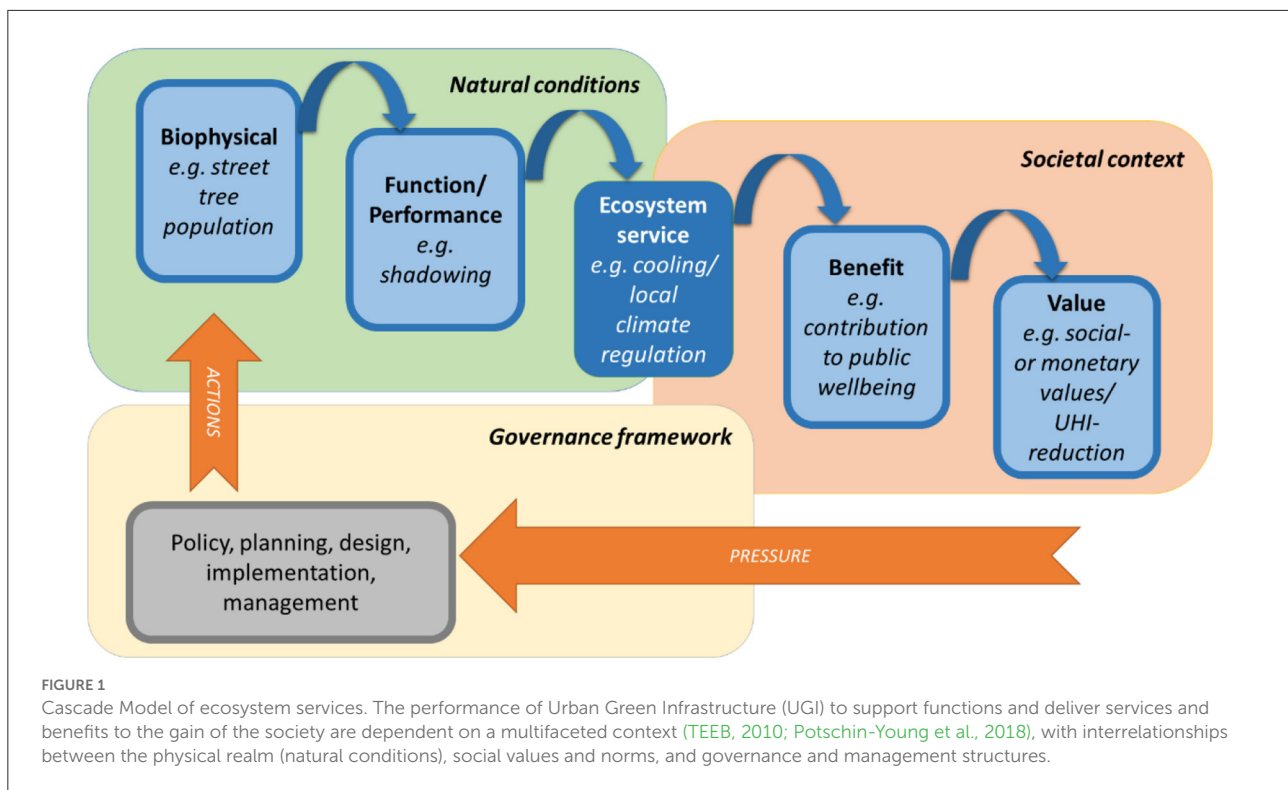 Natural conditions
Biophysical
e.g. street
tree
population
Function/
Performance
e.g.
shadowing
Ecosystem
service
e.g. cooling/
local
climate
regulation
Societal context
Benefit
e.g.
contribution
to public
wellbeing
Value
e.g. social-
or monetary
values/
UHI-
reduction
ACTIONS
Governance framework
Policy, planning, design,
implementation,
management
PRESSURE
FIGURE 1
Cascade Model of ecosystem services. The performance of Urban Green Infrastructure (UGI) to support functions and deliver services and
benefits to the gain of the society are dependent on a multifaceted context (TEEB, 2010; Potschin-Young et al., 2018), with interrelationships
between the physical realm (natural conditions), social values and norms, and governance and management structures.